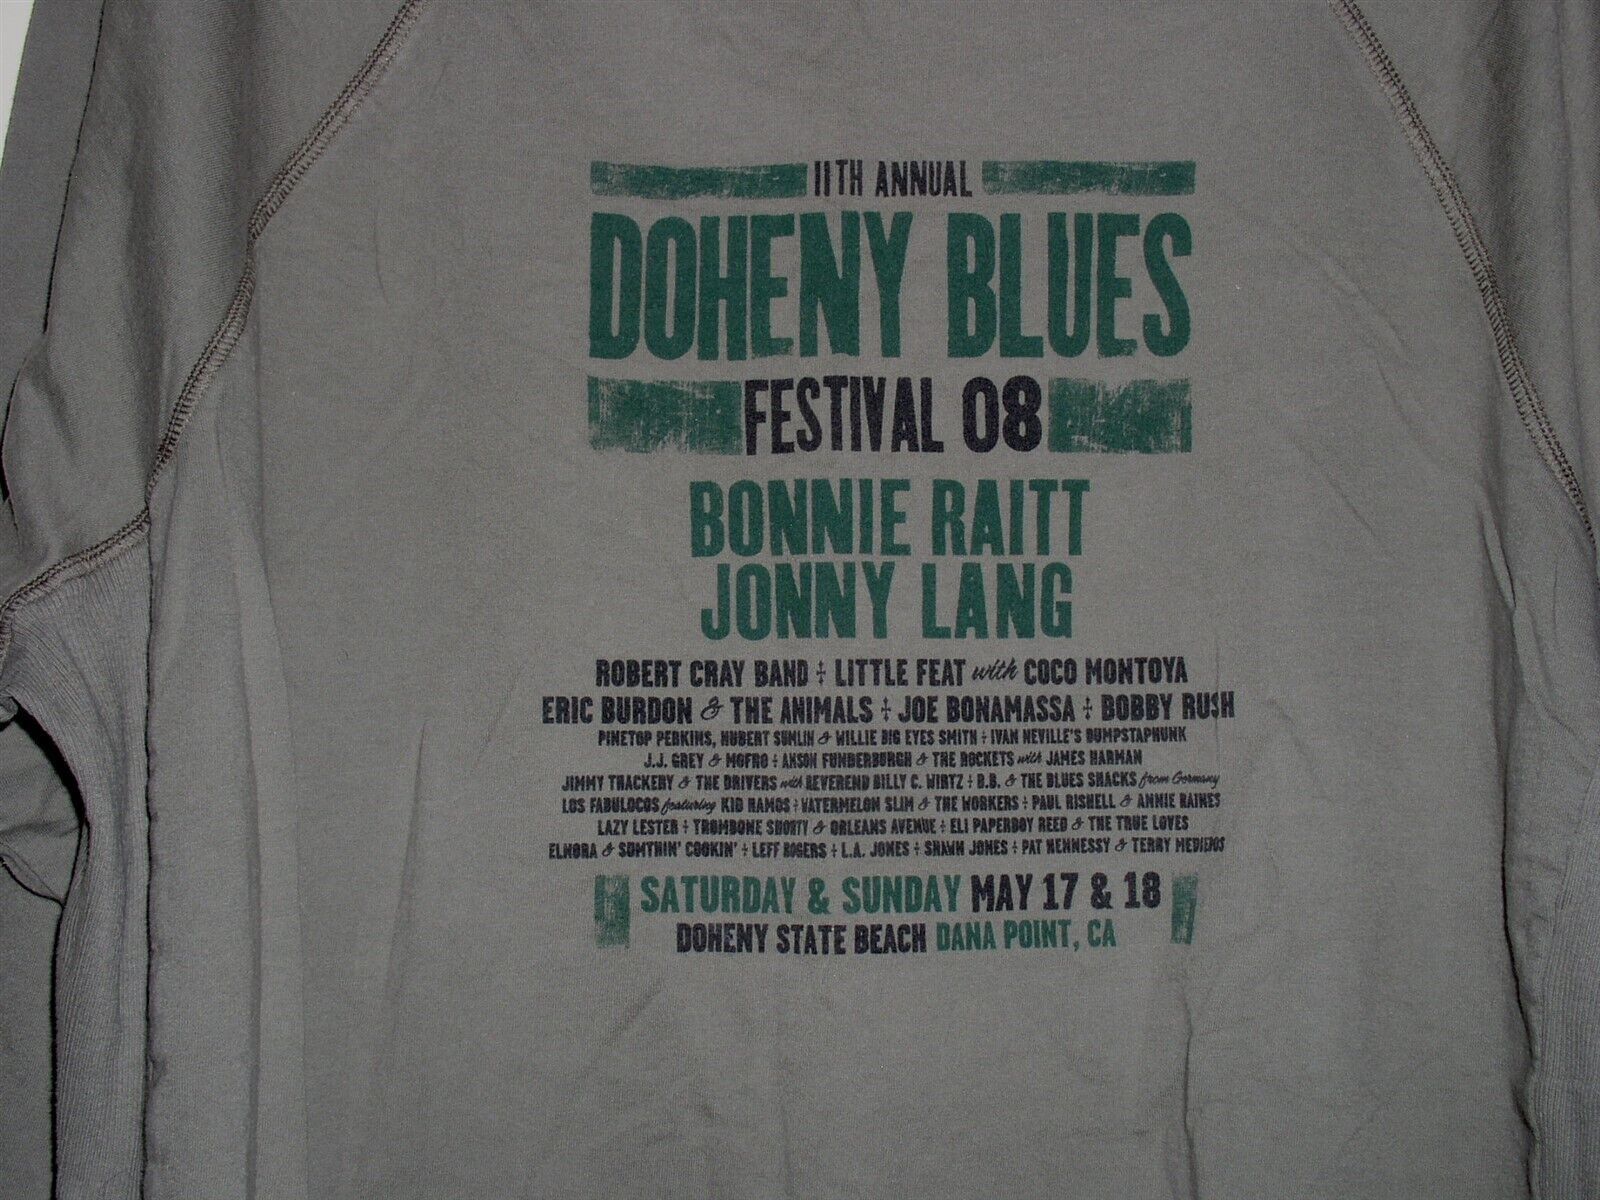 11TH ANNUAL
DOHENY BLUES
FESTIVAL 08
BONNIE RAITT
JONNY LANG
ROBERT CRAY BAND ‡ LITTLE FEAT with COCO MONTOYA
ERIC BURDON & THE ANIMALS ‡ JOE BONAMASSA ‡ BOBBY RUSH
PINETOP PERKINS, HUBERT SUMLIN & WILLIE BIG EYES SMITH ‡ IVAN NEVILLE'S DUMPSTAPHUNK
J.J. GREY & MOFRO ‡ ANSON FUNDERBURGH & THE ROCKETS with JAMES HARMAN
JIMMY THACKERY & THE DRIVERS with REVEREND BILLY C. WIRTZ ‡ B.B. & THE BLUES SHACKS from Germany
LOS FABULOCOS featuring KID RAMOS ‡ WATERMELON SLIM & THE WORKERS ‡ PAUL RISHELL & ANNIE RAINES
LAZY LESTER ‡ TROMBONE SHORTY & ORLEANS AVENUE ‡ ELI PAPERBOY REED & THE TRUE LOVES
ELNORA & SUMTHIN' COOKIN' ‡ LEFF ROGERS ‡ L.A. JONES ‡ SHAWN JONES ‡ PAT HENNESSY & TERRY MEDIEROS
SATURDAY & SUNDAY MAY 17 & 18
DOHENY STATE BEACH DANA POINT, CA